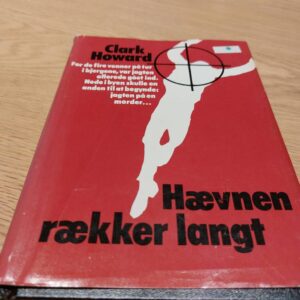 Clark
Howard
For de fire venner på tur
i bjergene, var jagten
allerede gået ind.
Nede i byen skulle en
anden til at begynde:
jagten på en
morder...
Hævnen
rækker langt